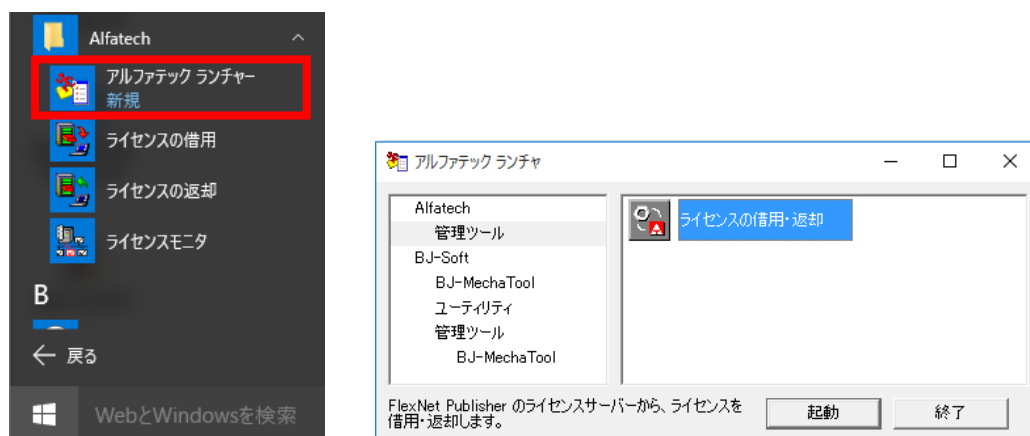 Alfatech
アルファテック ランチャー
新規
ライセンスの借用
ライセンスの返却
ライセンスモニタ
B
戻る
WebとWindowsを検索
アルファテック ランチャ
Alfatech
管理ツール
BJ-Soft
BJ-MechaTool
ユーティリティ
管理ツール
BJ-MechaTool
ライセンスの借用・返却
FlexNet Publisher のライセンスサーバーから、ライセンスを
借用・返却します。
起動
終了